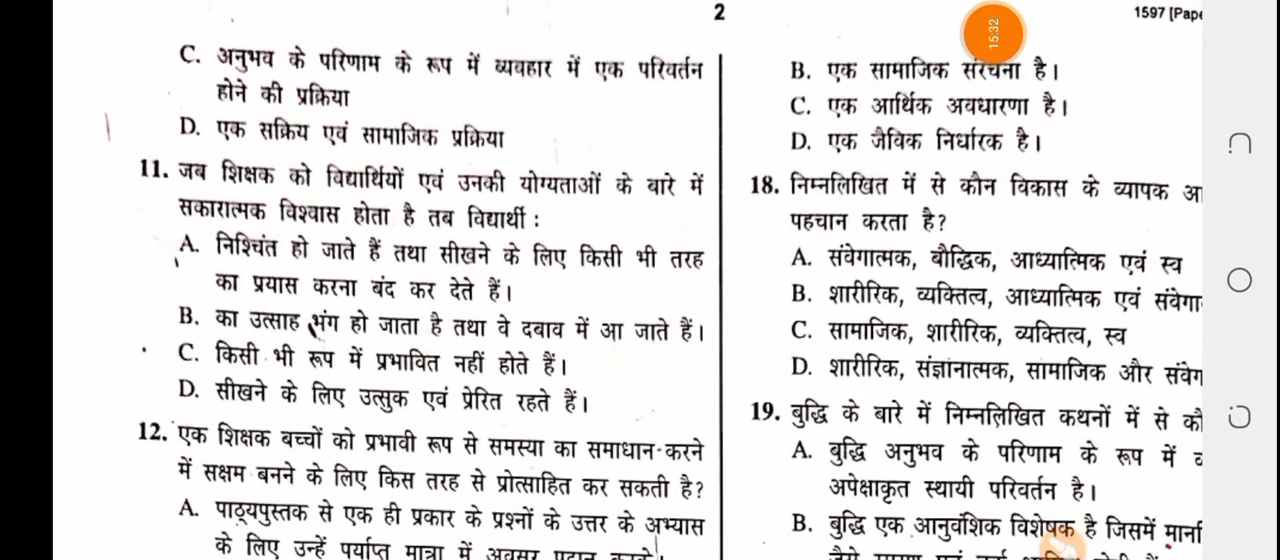 2
1597 [Pap
15:32
C. अनुभव के परिणाम के रूप में व्यवहार में एक परिवर्तन
होने की प्रक्रिया
D. एक सक्रिय एवं सामाजिक प्रक्रिया
11. जब शिक्षक को विद्यार्थियों एवं उनकी योग्यताओं के बारे में
सकारात्मक विश्वास होता है तब विद्यार्थी :
A. निश्चिंत हो जाते हैं तथा सीखने के लिए किसी भी तरह
का प्रयास करना बंद कर देते हैं।
B. का उत्साह भंग हो जाता है तथा वे दबाव में आ जाते हैं।
C. किसी भी रूप में प्रभावित नहीं होते हैं।
D. सीखने के लिए उत्सुक एवं प्रेरित रहते हैं।
12. एक शिक्षक बच्चों को प्रभावी रूप से समस्या का समाधान करने
में सक्षम बनने के लिए किस तरह से प्रोत्साहित कर सकती है?
A. पाठ्यपुस्तक से एक ही प्रकार के प्रश्नों के उत्तर के अभ्यास
के लिए उन्हें पर्याप्त मात्रा में अवसर प्रदान करके।
B. एक सामाजिक संरचना है।
C. एक आर्थिक अवधारणा है।
D. एक जैविक निर्धारक है।
18. निम्नलिखित में से कौन विकास के व्यापक आ
पहचान करता है?
A. संवेगात्मक, बौद्धिक, आध्यात्मिक एवं स्व
B. शारीरिक, व्यक्तित्व, आध्यात्मिक एवं संवेगा
C. सामाजिक, शारीरिक, व्यक्तित्व, स्व
D. शारीरिक, संज्ञानात्मक, सामाजिक और संवेग
19. बुद्धि के बारे में निम्नलिखित कथनों में से कौ
A. बुद्धि अनुभव के परिणाम के रूप में
अपेक्षाकृत स्थायी परिवर्तन है।
B. बुद्धि एक आनुवंशिक विशेषक है जिसमें मान